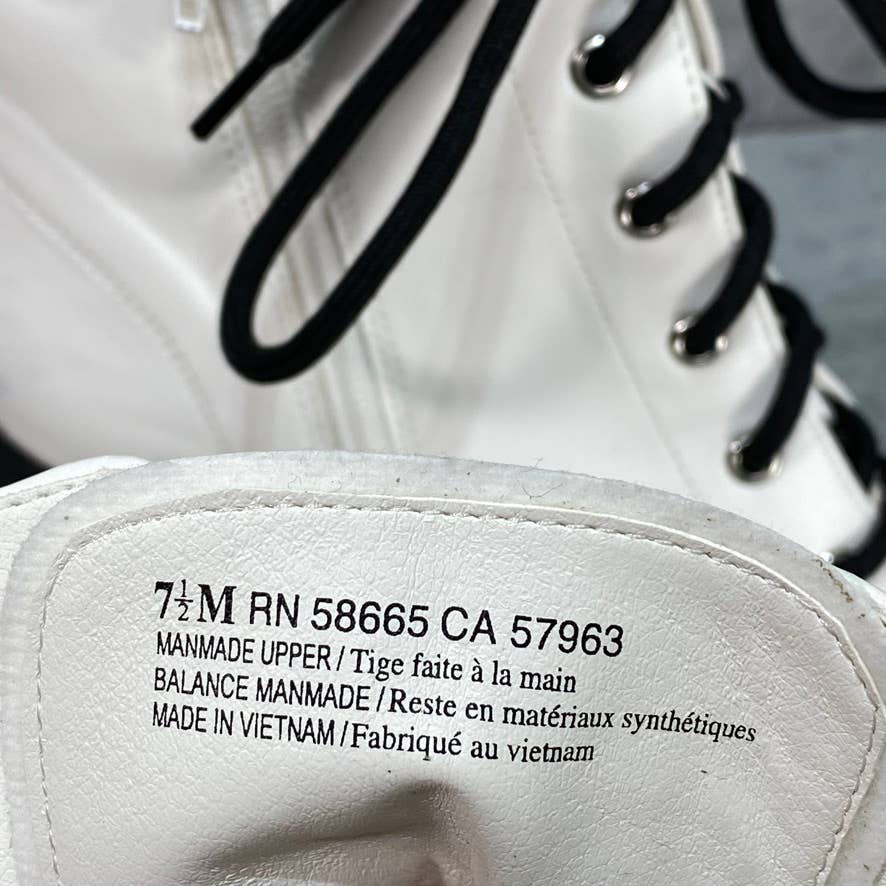 7½M RN 58665 CA 57963
MANMADE UPPER / Tige faite à la main
BALANCE MANMADE / Reste en matériaux synthétiques
MADE IN VIETNAM / Fabriqué au vietnam